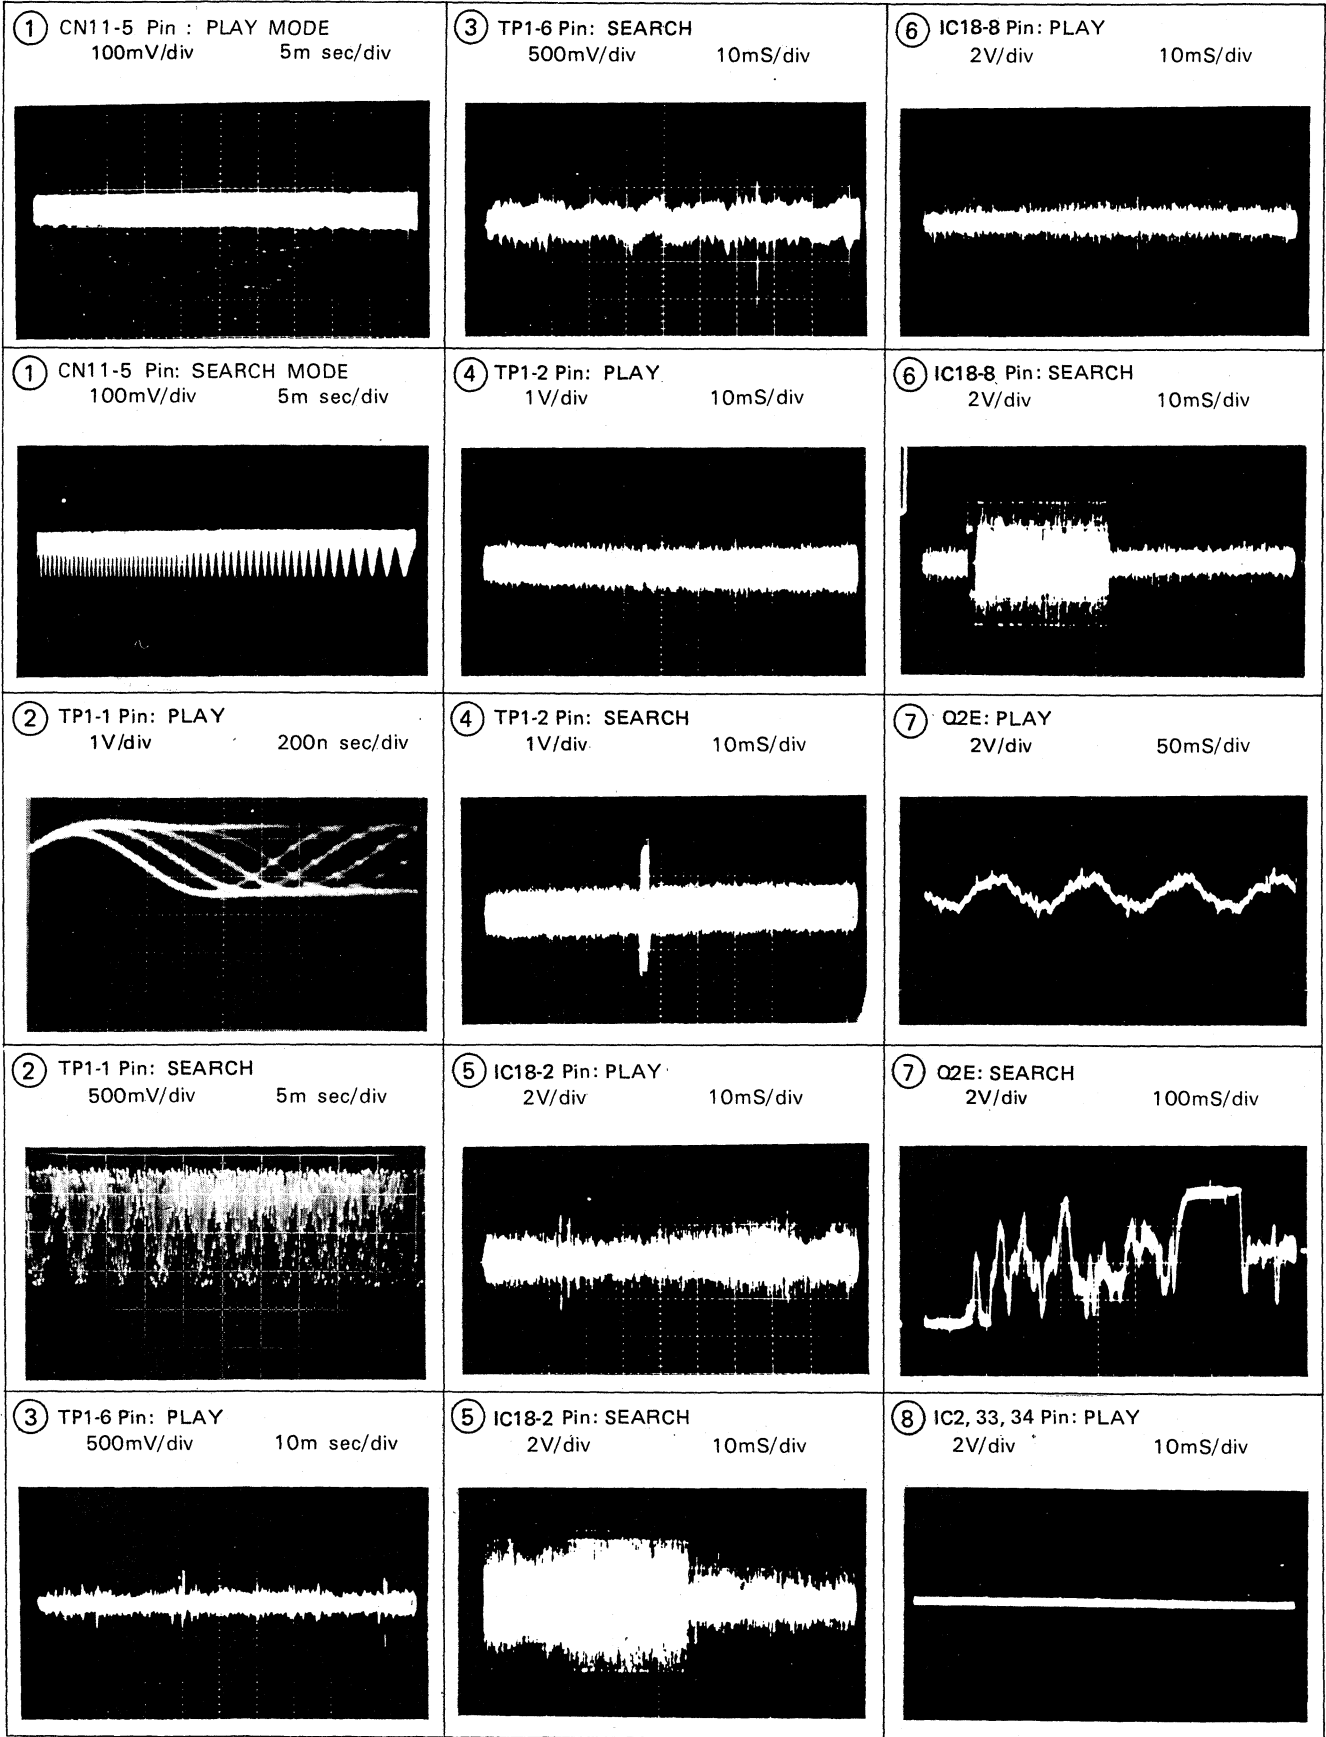 ① CN11-5 Pin : PLAY MODE
100mV/div 5m sec/div
① CN11-5 Pin: SEARCH MODE
100mV/div 5m sec/div
② TP1-1 Pin: PLAY
1V/div 200n sec/div
② TP1-1 Pin: SEARCH
500mV/div 5m sec/div
③ TP1-6 Pin: PLAY
500mV/div 10m sec/div
③ TP1-6 Pin: SEARCH
500mV/div 10mS/div
④ TP1-2 Pin: PLAY
1V/div 10mS/div
④ TP1-2 Pin: SEARCH
1V/div 10mS/div
⑤ IC18-2 Pin: PLAY
2V/div 10mS/div
⑤ IC18-2 Pin: SEARCH
2V/div 10mS/div
⑥ IC18-8 Pin: PLAY
2V/div 10mS/div
⑥ IC18-8 Pin: SEARCH
2V/div 10mS/div
⑦ Q2E: PLAY
2V/div 50mS/div
⑦ Q2E: SEARCH
2V/div 100mS/div
⑧ IC2, 33, 34 Pin: PLAY
2V/div 10mS/div